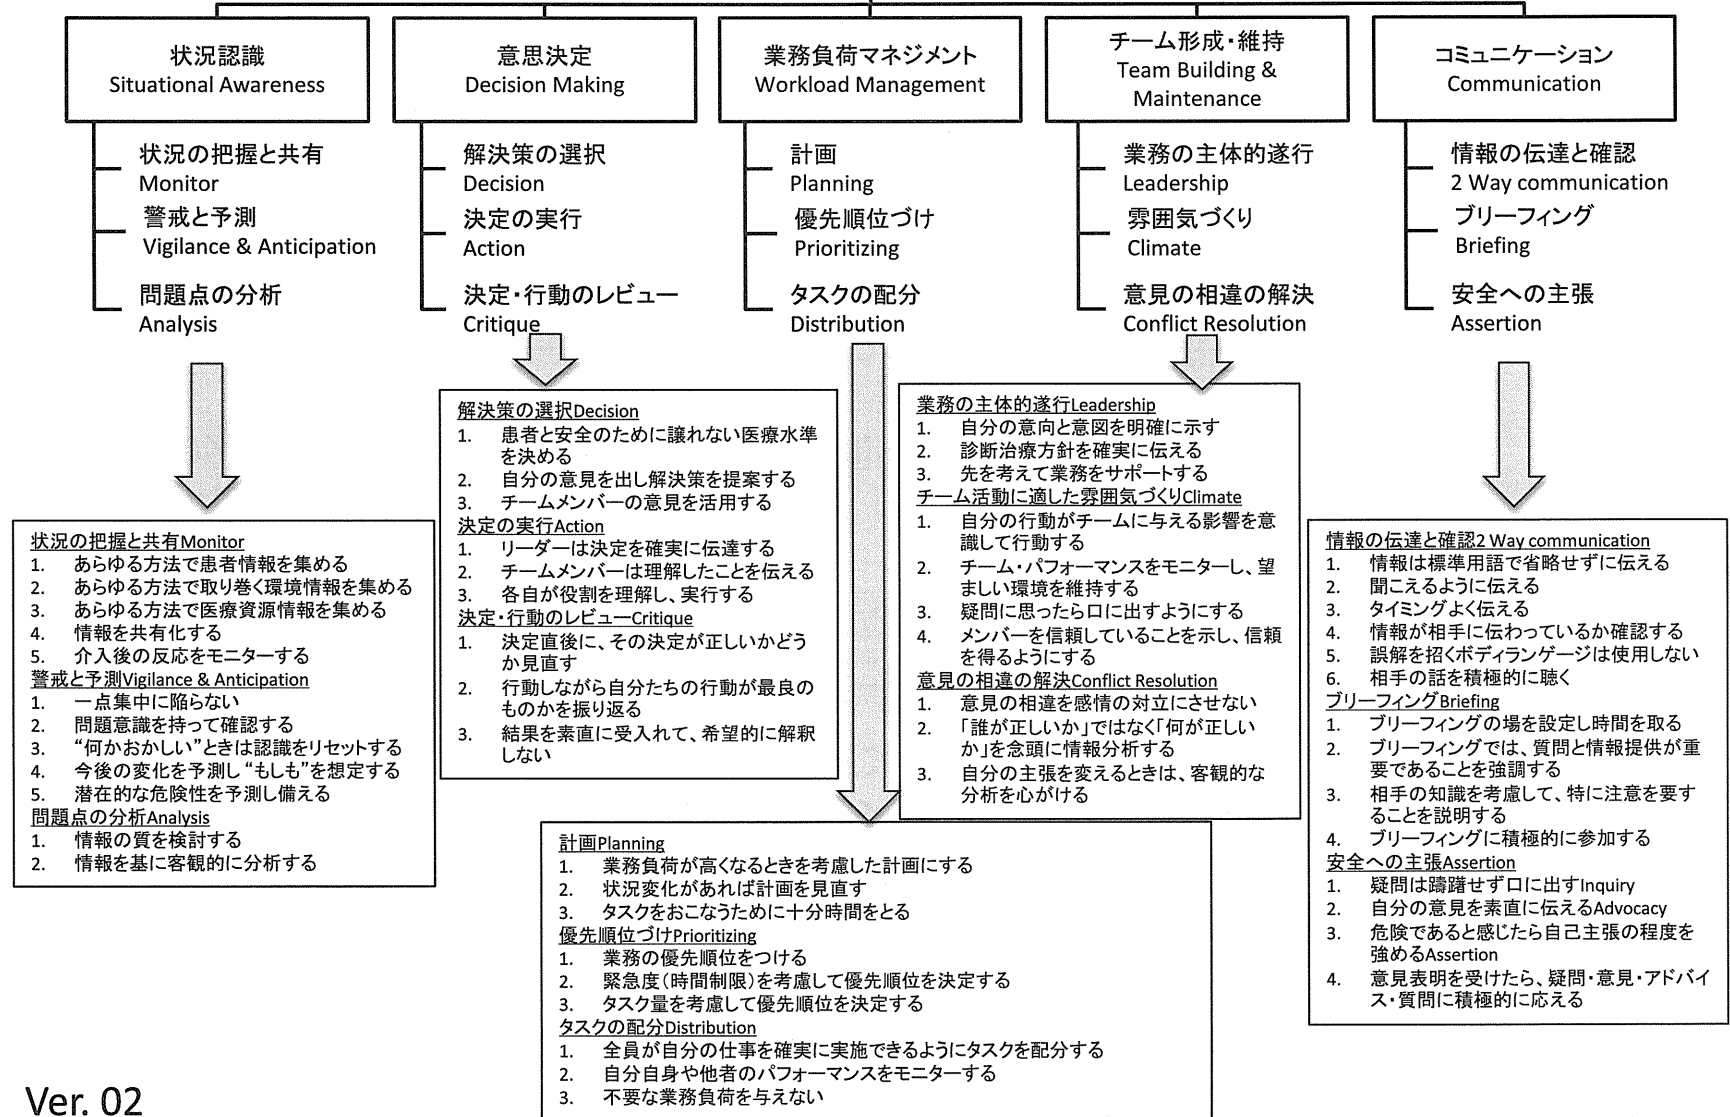 状況認識
Situational Awareness
意思決定
Decision Making
業務負荷マネジメント
Workload Management
チーム形成・維持
Team Building &
Maintenance
コミュニケーション
Communication
状況の把握と共有
Monitor
警戒と予測
Vigilance & Anticipation
問題点の分析
Analysis
解決策の選択
Decision
決定の実行
Action
決定・行動のレビュー
Critique
計画
Planning
優先順位づけ
Prioritizing
タスクの配分
Distribution
業務の主体的遂行
Leadership
雰囲気づくり
Climate
意見の相違の解決
Conflict Resolution
情報の伝達と確認
2 Way communication
ブリーフィング
Briefing
安全への主張
Assertion
状況の把握と共有Monitor
1. あらゆる方法で患者情報を集める
2. あらゆる方法で取り巻く環境情報を集める
3. あらゆる方法で医療資源情報を集める
4. 情報を共有化する
5. 介入後の反応をモニターする
警戒と予測Vigilance & Anticipation
1. 一点集中に陥らない
2. 問題意識を持って確認する
3. “何かおかしい”ときは認識をリセットする
4. 今後の変化を予測し “もしも”を想定する
5. 潜在的な危険性を予測し備える
問題点の分析Analysis
1. 情報の質を検討する
2. 情報を基に客観的に分析する
解決策の選択Decision
1. 患者と安全のために譲れない医療水準
を決める
2. 自分の意見を出し解決策を提案する
3. チームメンバーの意見を活用する
決定の実行Action
1. リーダーは決定を確実に伝達する
2. チームメンバーは理解したことを伝える
3. 各自が役割を理解し、実行する
決定・行動のレビューCritique
1. 決定直後に、その決定が正しいかどう
か見直す
2. 行動しながら自分たちの行動が最良の
ものかを振り返る
3. 結果を素直に受入れて、希望的に解釈
しない
計画Planning
1. 業務負荷が高くなるときを考慮した計画にする
2. 状況変化があれば計画を見直す
3. タスクをおこなうために十分時間をとる
優先順位づけPrioritizing
1. 業務の優先順位をつける
2. 緊急度（時間制限）を考慮して優先順位を決定する
3. タスク量を考慮して優先順位を決定する
タスクの配分Distribution
1. 全員が自分の仕事を確実に実施できるようにタスクを配分する
2. 自分自身や他者のパフォーマンスをモニターする
3. 不要な業務負荷を与えない
業務の主体的遂行Leadership
1. 自分の意向と意図を明確に示す
2. 診断治療方針を確実に伝える
3. 先を考えて業務をサポートする
チーム活動に適した雰囲気づくりClimate
1. 自分の行動がチームに与える影響を意
識して行動する
2. チーム・パフォーマンスをモニターし、望
ましい環境を維持する
3. 疑問に思ったら口に出すようにする
4. メンバーを信頼していることを示し、信頼
を得るようにする
意見の相違の解決Conflict Resolution
1. 意見の相違を感情の対立にさせない
2. 「誰が正しいか」ではなく「何が正しい
か」を念頭に情報分析する
3. 自分の主張を変えるときは、客観的な
分析を心がける
情報の伝達と確認2 Way communication
1. 情報は標準用語で省略せずに伝える
2. 聞こえるように伝える
3. タイミングよく伝える
4. 情報が相手に伝わっているか確認する
5. 誤解を招くボディランゲージは使用しない
6. 相手の話を積極的に聴く
ブリーフィングBriefing
1. ブリーフィングの場を設定し時間を取る
2. ブリーフィングでは、質問と情報提供が重
要であることを強調する
3. 相手の知識を考慮して、特に注意を要す
ることを説明する
4. ブリーフィングに積極的に参加する
安全への主張Assertion
1. 疑問は躊躇せず口に出すInquiry
2. 自分の意見を素直に伝えるAdvocacy
3. 危険であると感じたら自己主張の程度を
強めるAssertion
4. 意見表明を受けたら、疑問・意見・アドバイ
ス・質問に積極的に応える
Ver. 02